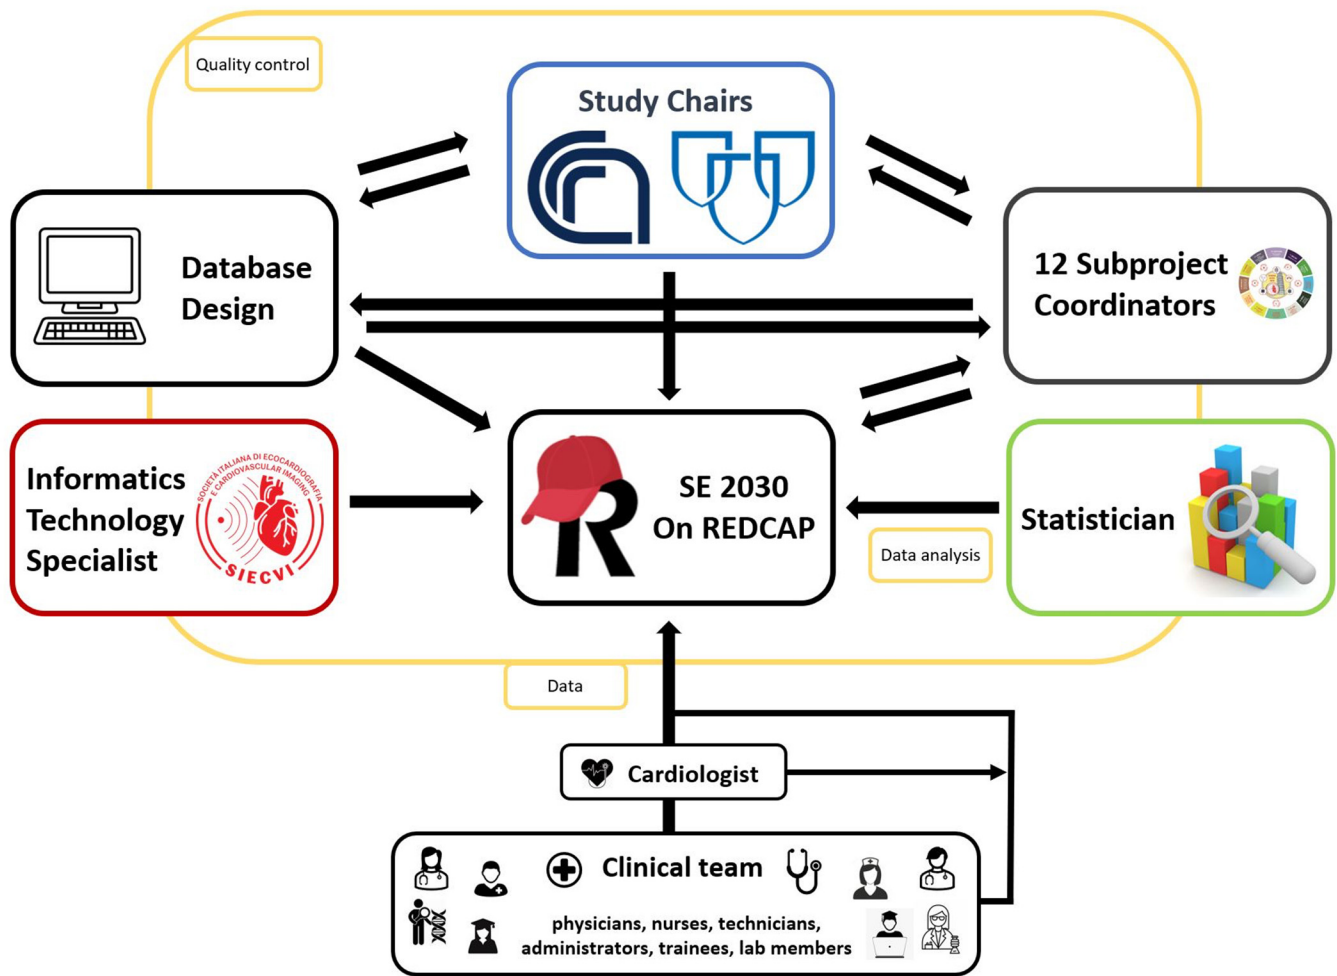 Quality control
Study Chairs
Database
Design
12 Subproject
Coordinators
Informatics
Technology
Specialist
SOCIETÀ ITALIANA DI ECOCARDIOGRAFIA
E CARDIOVASCULAR IMAGING
SIECVI
SE 2030
On REDCAP
R
Statistician
Data analysis
Data
Cardiologist
Clinical team
physicians, nurses, technicians,
administrators, trainees, lab members